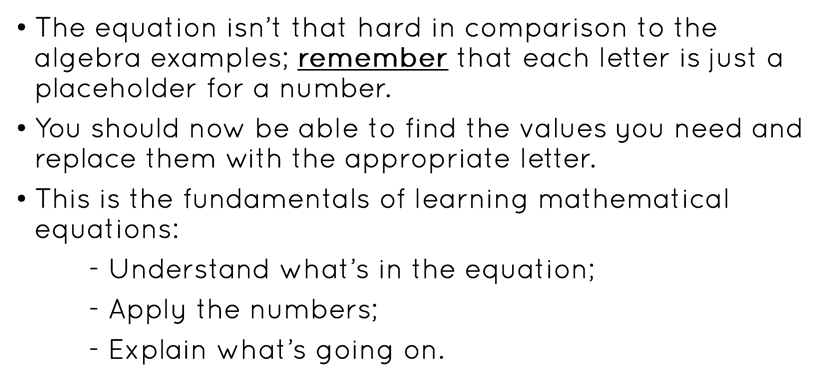 • The equation isn't that hard in comparison to the
algebra examples; remember that each letter is just a
placeholder for a number.
• You should now be able to find the values you need and
replace them with the appropriate letter.
• This is the fundamentals of learning mathematical
equations:
- Understand what's in the equation;
- Apply the numbers;
- Explain what's going on.